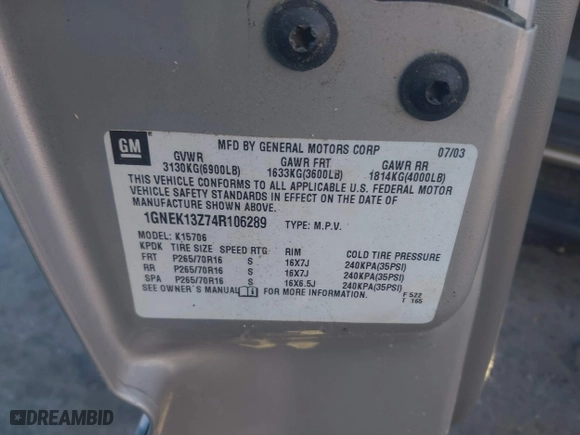 GM
MFD BY GENERAL MOTORS CORP 07/03
GVWR GAWR FRT GAWR RR
3130KG(6900LB) 1633KG(3600LB) 1814KG(4000LB)
THIS VEHICLE CONFORMS TO ALL APPLICABLE U.S. FEDERAL MOTOR
VEHICLE SAFETY STANDARDS IN EFFECT ON THE DATE OF
MANUFACTURE SHOWN ABOVE.
1GNEK13Z74R106289 TYPE: M.P.V.
MODEL: K15706
KPDK TIRE SIZE SPEED RTG RIM COLD TIRE PRESSURE
FRT P265/70R16 S 16X7J 240KPA(35PSI)
RR P265/70R16 S 16X7J 240KPA(35PSI)
SPA P265/70R16 S 16X6.5J 240KPA(35PSI)
SEE OWNER'S MANUAL FOR MORE INFORMATION.
F 522
T 165
DREAMBID